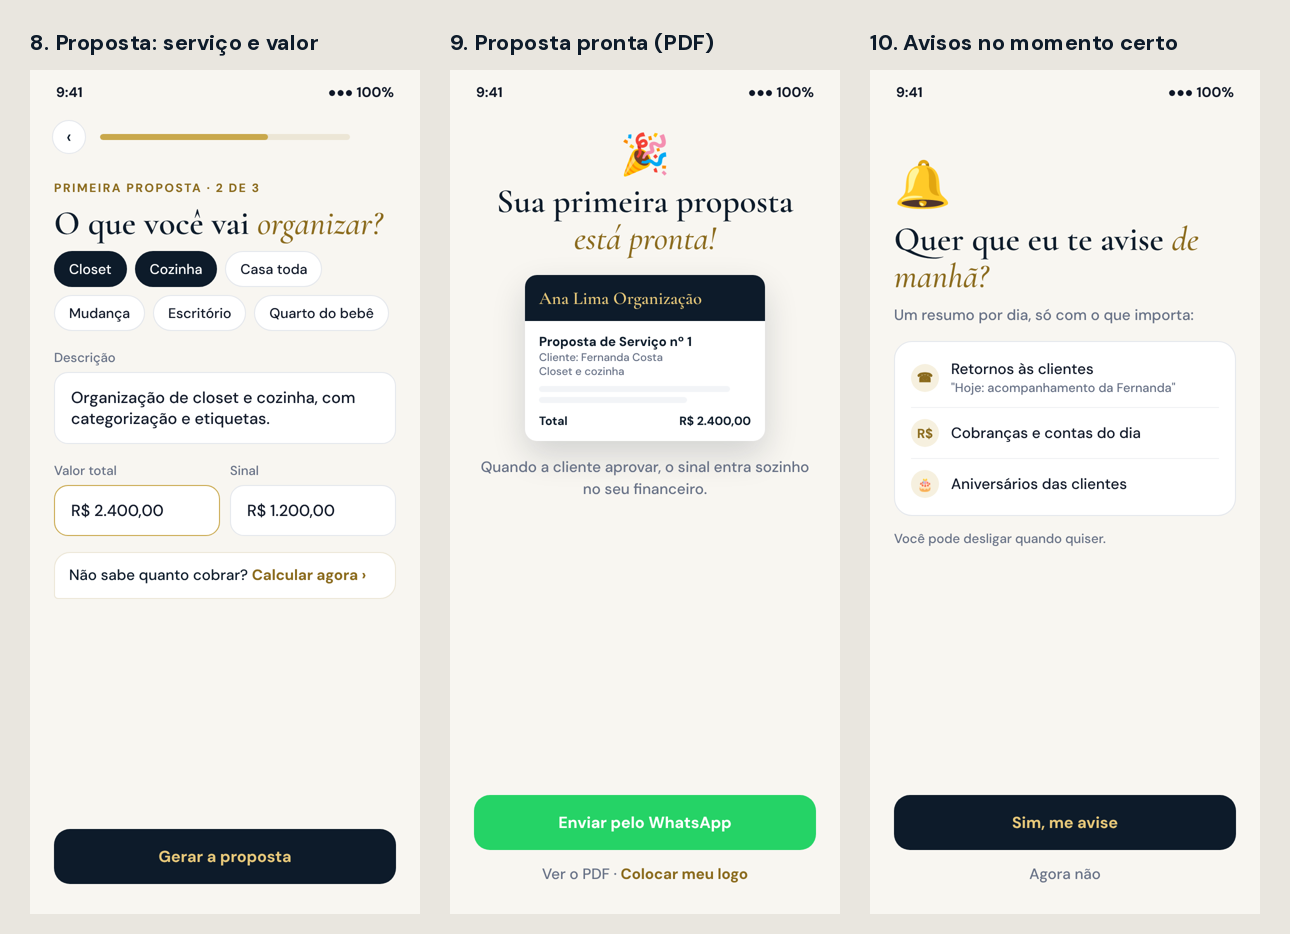 8. Proposta: serviço e valor
9:41
●●● 100%
‹
PRIMEIRA PROPOSTA · 2 DE 3
O que você vai organizar?
Closet
Cozinha
Casa toda
Mudança
Escritório
Quarto do bebê
Descrição
Organização de closet e cozinha, com
categorização e etiquetas.
Valor total
Sinal
R$ 2.400,00
R$ 1.200,00
Não sabe quanto cobrar? Calcular agora ›
Gerar a proposta
9. Proposta pronta (PDF)
9:41
●●● 100%
Sua primeira proposta
está pronta!
Ana Lima Organização
Proposta de Serviço nº 1
Cliente: Fernanda Costa
Closet e cozinha
Total
R$ 2.400,00
Quando a cliente aprovar, o sinal entra sozinho
no seu financeiro.
Enviar pelo WhatsApp
Ver o PDF · Colocar meu logo
10. Avisos no momento certo
9:41
●●● 100%
Quer que eu te avise de
manhã?
Um resumo por dia, só com o que importa:
Retornos às clientes
"Hoje: acompanhamento da Fernanda"
R$
Cobranças e contas do dia
Aniversários das clientes
Você pode desligar quando quiser.
Sim, me avise
Agora não